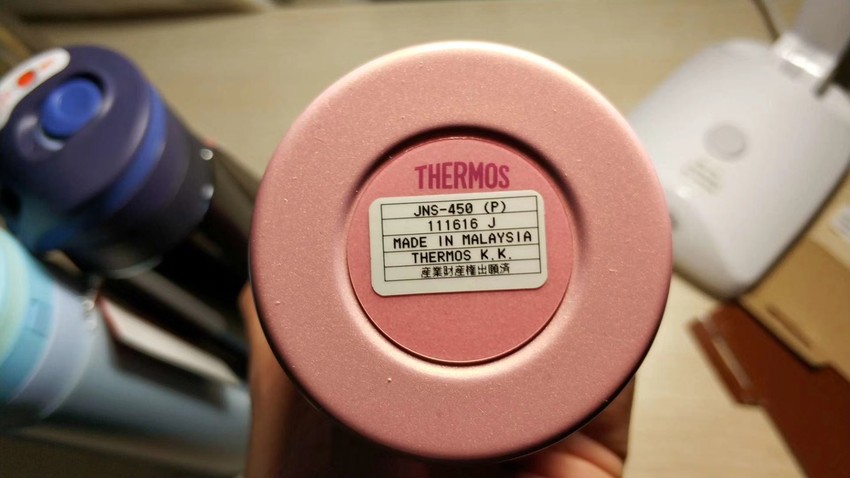 THERMOS
JNS-450 (P)
111616 J
MADE IN MALAYSIA
THERMOS K.K.
産業財産権出願済